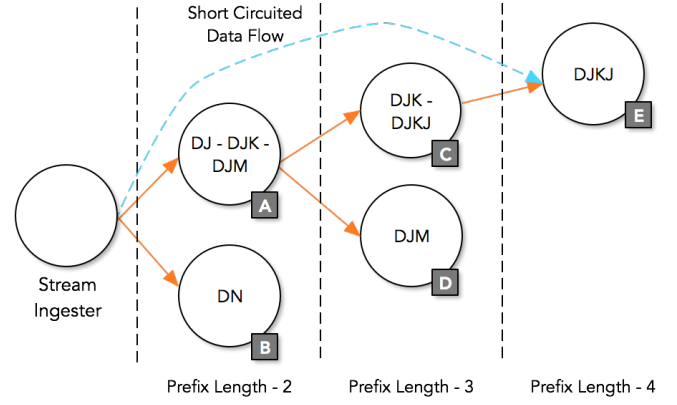 Short Circuited
Data Flow
DJKJ
E
DJK -
DJKJ
C
DJ - DJK -
DJM
A
DJM
D
Stream
Ingester
DN
B
Prefix Length - 2
Prefix Length - 3
Prefix Length - 4